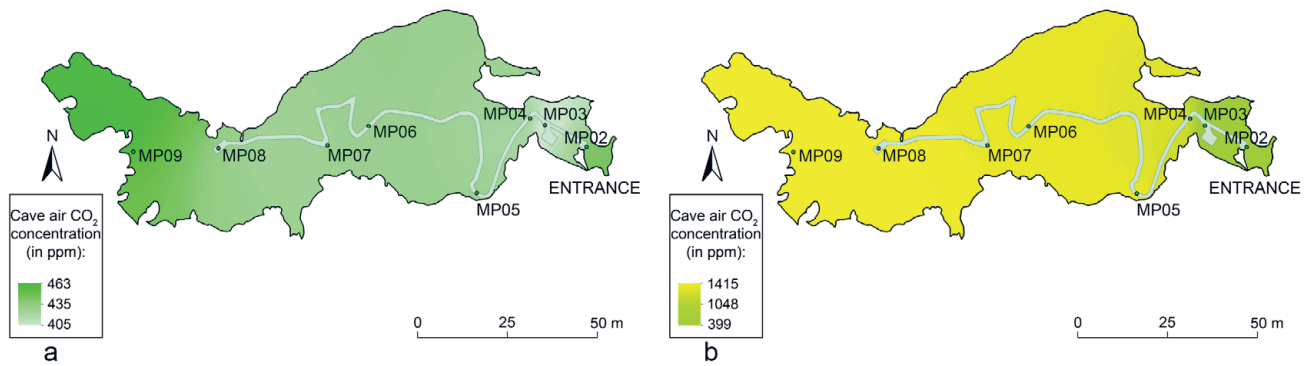 MP04
MP03
MP02
MP06
MP07
MP08
MP09
N
ENTRANCE
MP05
Cave air CO₂
concentration
(in ppm):
463
435
405
0 25 50 m
a
MP04
MP03
MP02
MP06
MP07
MP08
MP09
N
ENTRANCE
MP05
Cave air CO₂
concentration
(in ppm):
1415
1048
399
0 25 50 m
b